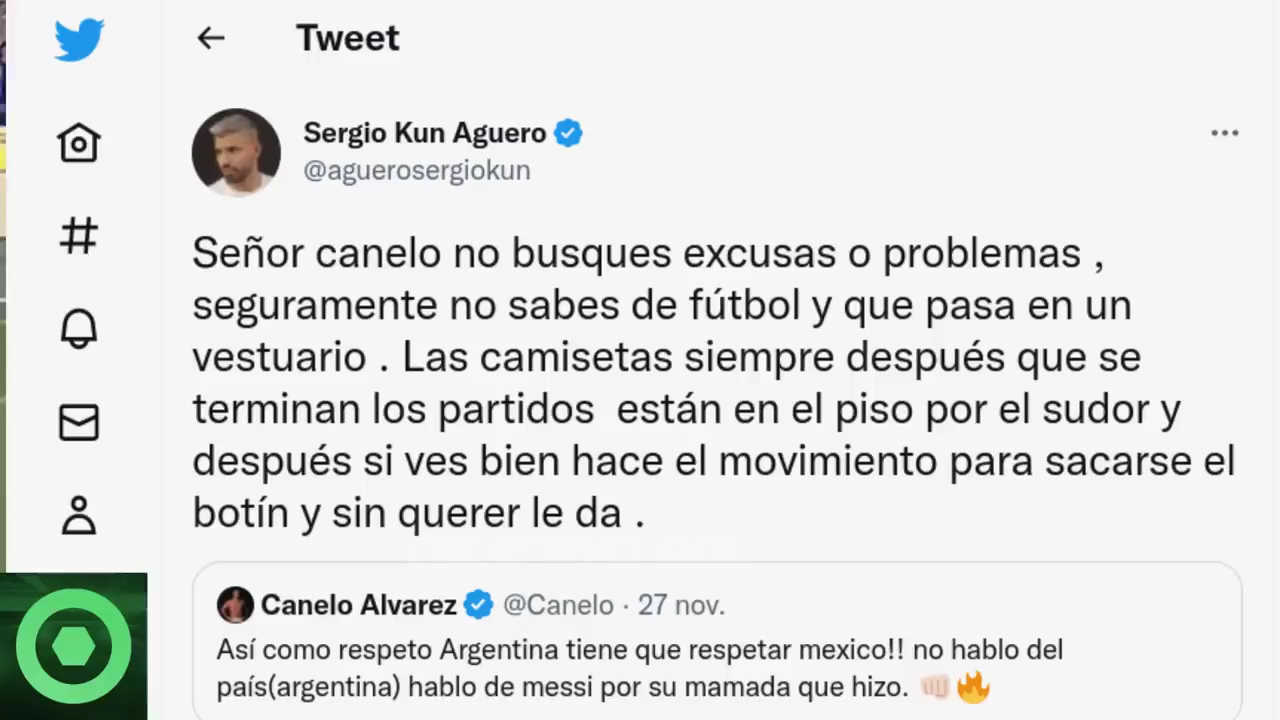 Tweet
Sergio Kun Aguero
@aguerosergiokun
Señor canelo no busques excusas o problemas ,
seguramente no sabes de fútbol y que pasa en un
vestuario . Las camisetas siempre después que se
terminan los partidos  están en el piso por el sudor y
después si ves bien hace el movimiento para sacarse el
botín y sin querer le da .
Canelo Alvarez @Canelo · 27 nov.
Así como respeto Argentina tiene que respetar mexico!! no hablo del
país(argentina) hablo de messi por su mamada que hizo. 👊🏻🔥